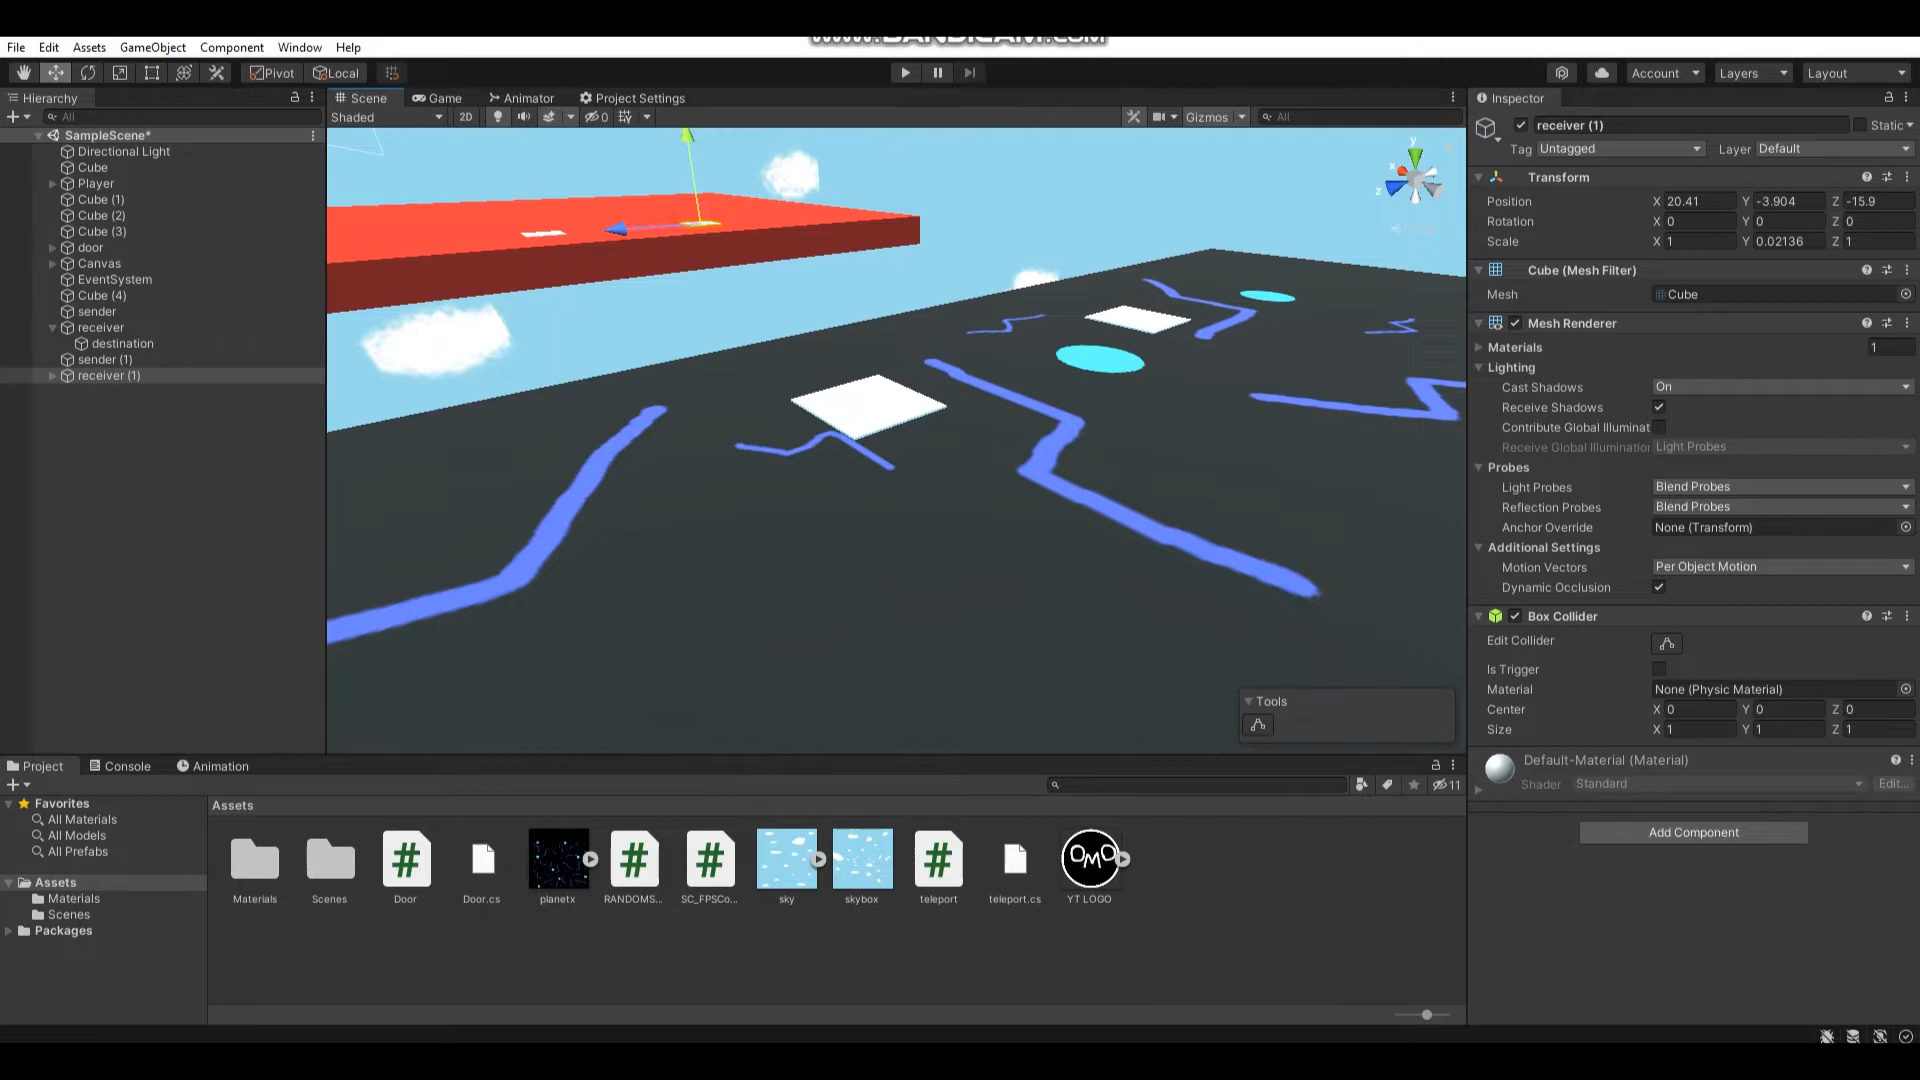 www.BANDICAM.com
File Edit Assets GameObject Component Window Help
Pivot Local Account Layers Layout
Hierarchy Scene Game Animator Project Settings Inspector
All Shaded 2D 0 Gizmos All
receiver (1) Static
Tag Untagged Layer Default
SampleScene*
Directional Light
Cube
Player
Cube (1)
Cube (2)
Cube (3)
door
Canvas
EventSystem
Cube (4)
sender
receiver
destination
sender (1)
receiver (1)
y
x
z
Transform
Position X 20.41 Y -3.904 Z -15.9
Rotation X 0 Y 0 Z 0
Scale X 1 Y 0.02136 Z 1
Cube (Mesh Filter)
Mesh Cube
Mesh Renderer
Materials 1
Lighting
Cast Shadows On
Receive Shadows
Contribute Global Illuminat
Receive Global Illumination Light Probes
Probes
Light Probes Blend Probes
Reflection Probes Blend Probes
Anchor Override None (Transform)
Additional Settings
Motion Vectors Per Object Motion
Dynamic Occlusion
Box Collider
Edit Collider
Is Trigger
Material None (Physic Material)
Center X 0 Y 0 Z 0
Size X 1 Y 1 Z 1
Default-Material (Material)
Shader Standard Edit...
Add Component
Tools
Project Console Animation
11
Favorites
All Materials
All Models
All Prefabs
Assets
Materials
Scenes
Packages
Assets
OMO
Materials Scenes Door Door.cs planetx RANDOMS... SC_FPSCo... sky skybox teleport teleport.cs YT LOGO